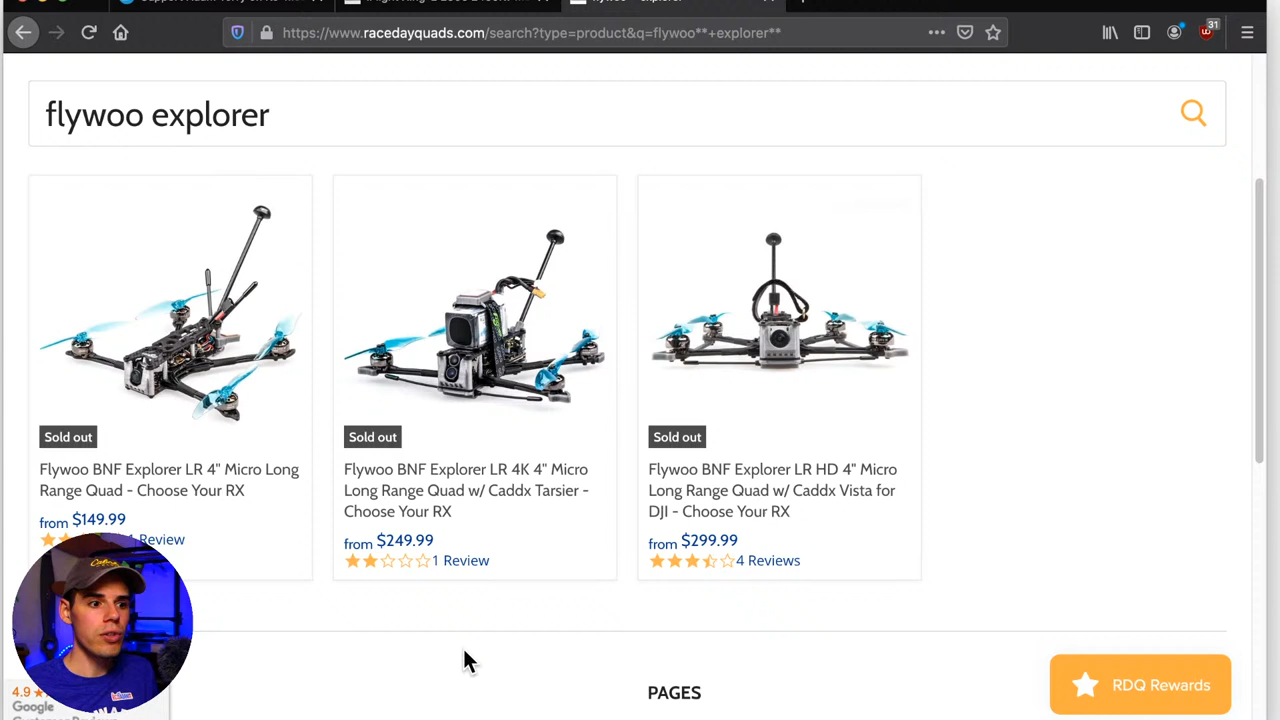 31
https://www.racedayquads.com/search?type=product&q=flywoo**+explorer**
flywoo explorer
Sold out
Flywoo BNF Explorer LR 4" Micro Long
Range Quad - Choose Your RX
from $149.99
1 Review
Sold out
Flywoo BNF Explorer LR 4K 4" Micro
Long Range Quad w/ Caddx Tarsier -
Choose Your RX
from $249.99
1 Review
Sold out
Flywoo BNF Explorer LR HD 4" Micro
Long Range Quad w/ Caddx Vista for
DJI - Choose Your RX
from $299.99
4 Reviews
4.9
Google
PAGES
RDQ Rewards